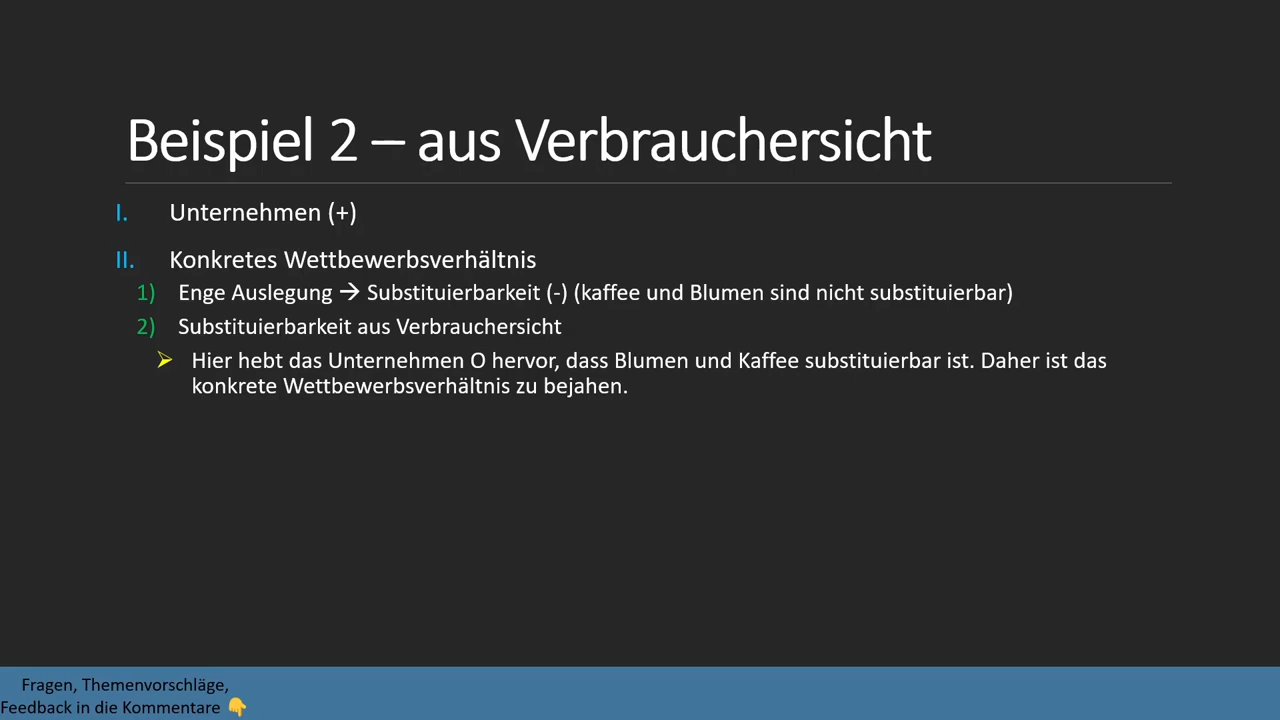 Beispiel 2 – aus Verbrauchersicht
I. Unternehmen (+)
II. Konkretes Wettbewerbsverhältnis
1) Enge Auslegung → Substituierbarkeit (-) (kaffee und Blumen sind nicht substituierbar)
2) Substituierbarkeit aus Verbrauchersicht
➢ Hier hebt das Unternehmen O hervor, dass Blumen und Kaffee substituierbar ist. Daher ist das
konkrete Wettbewerbsverhältnis zu bejahen.
Fragen, Themenvorschläge,
Feedback in die Kommentare 👇